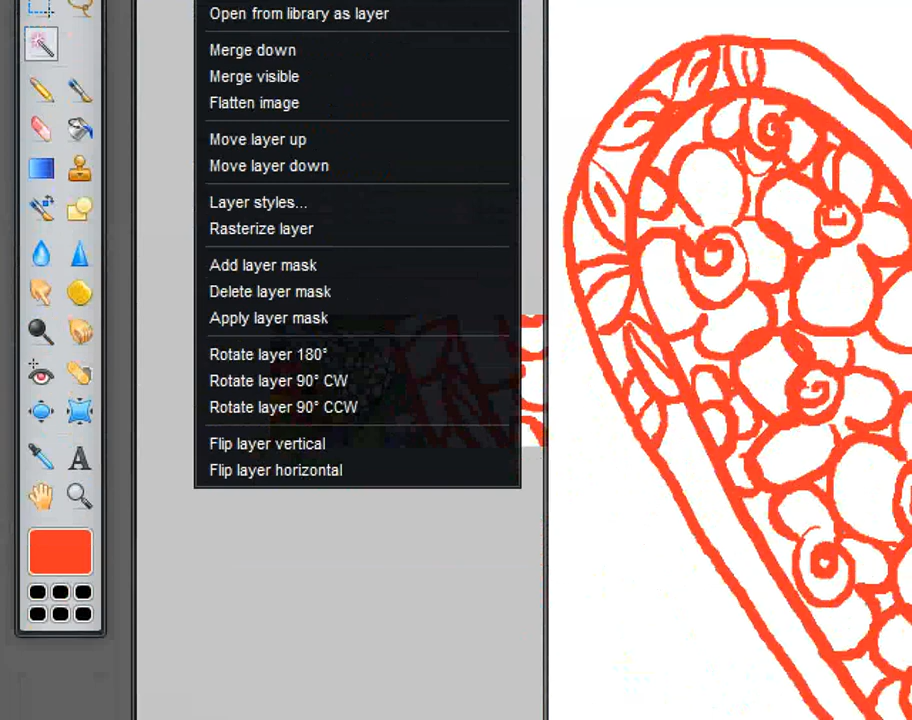 Open from library as layer
Merge down
Merge visible
Flatten image
Move layer up
Move layer down
Layer styles...
Rasterize layer
Add layer mask
Delete layer mask
Apply layer mask
Rotate layer 180°
Rotate layer 90° CW
Rotate layer 90° CCW
Flip layer vertical
Flip layer horizontal
A